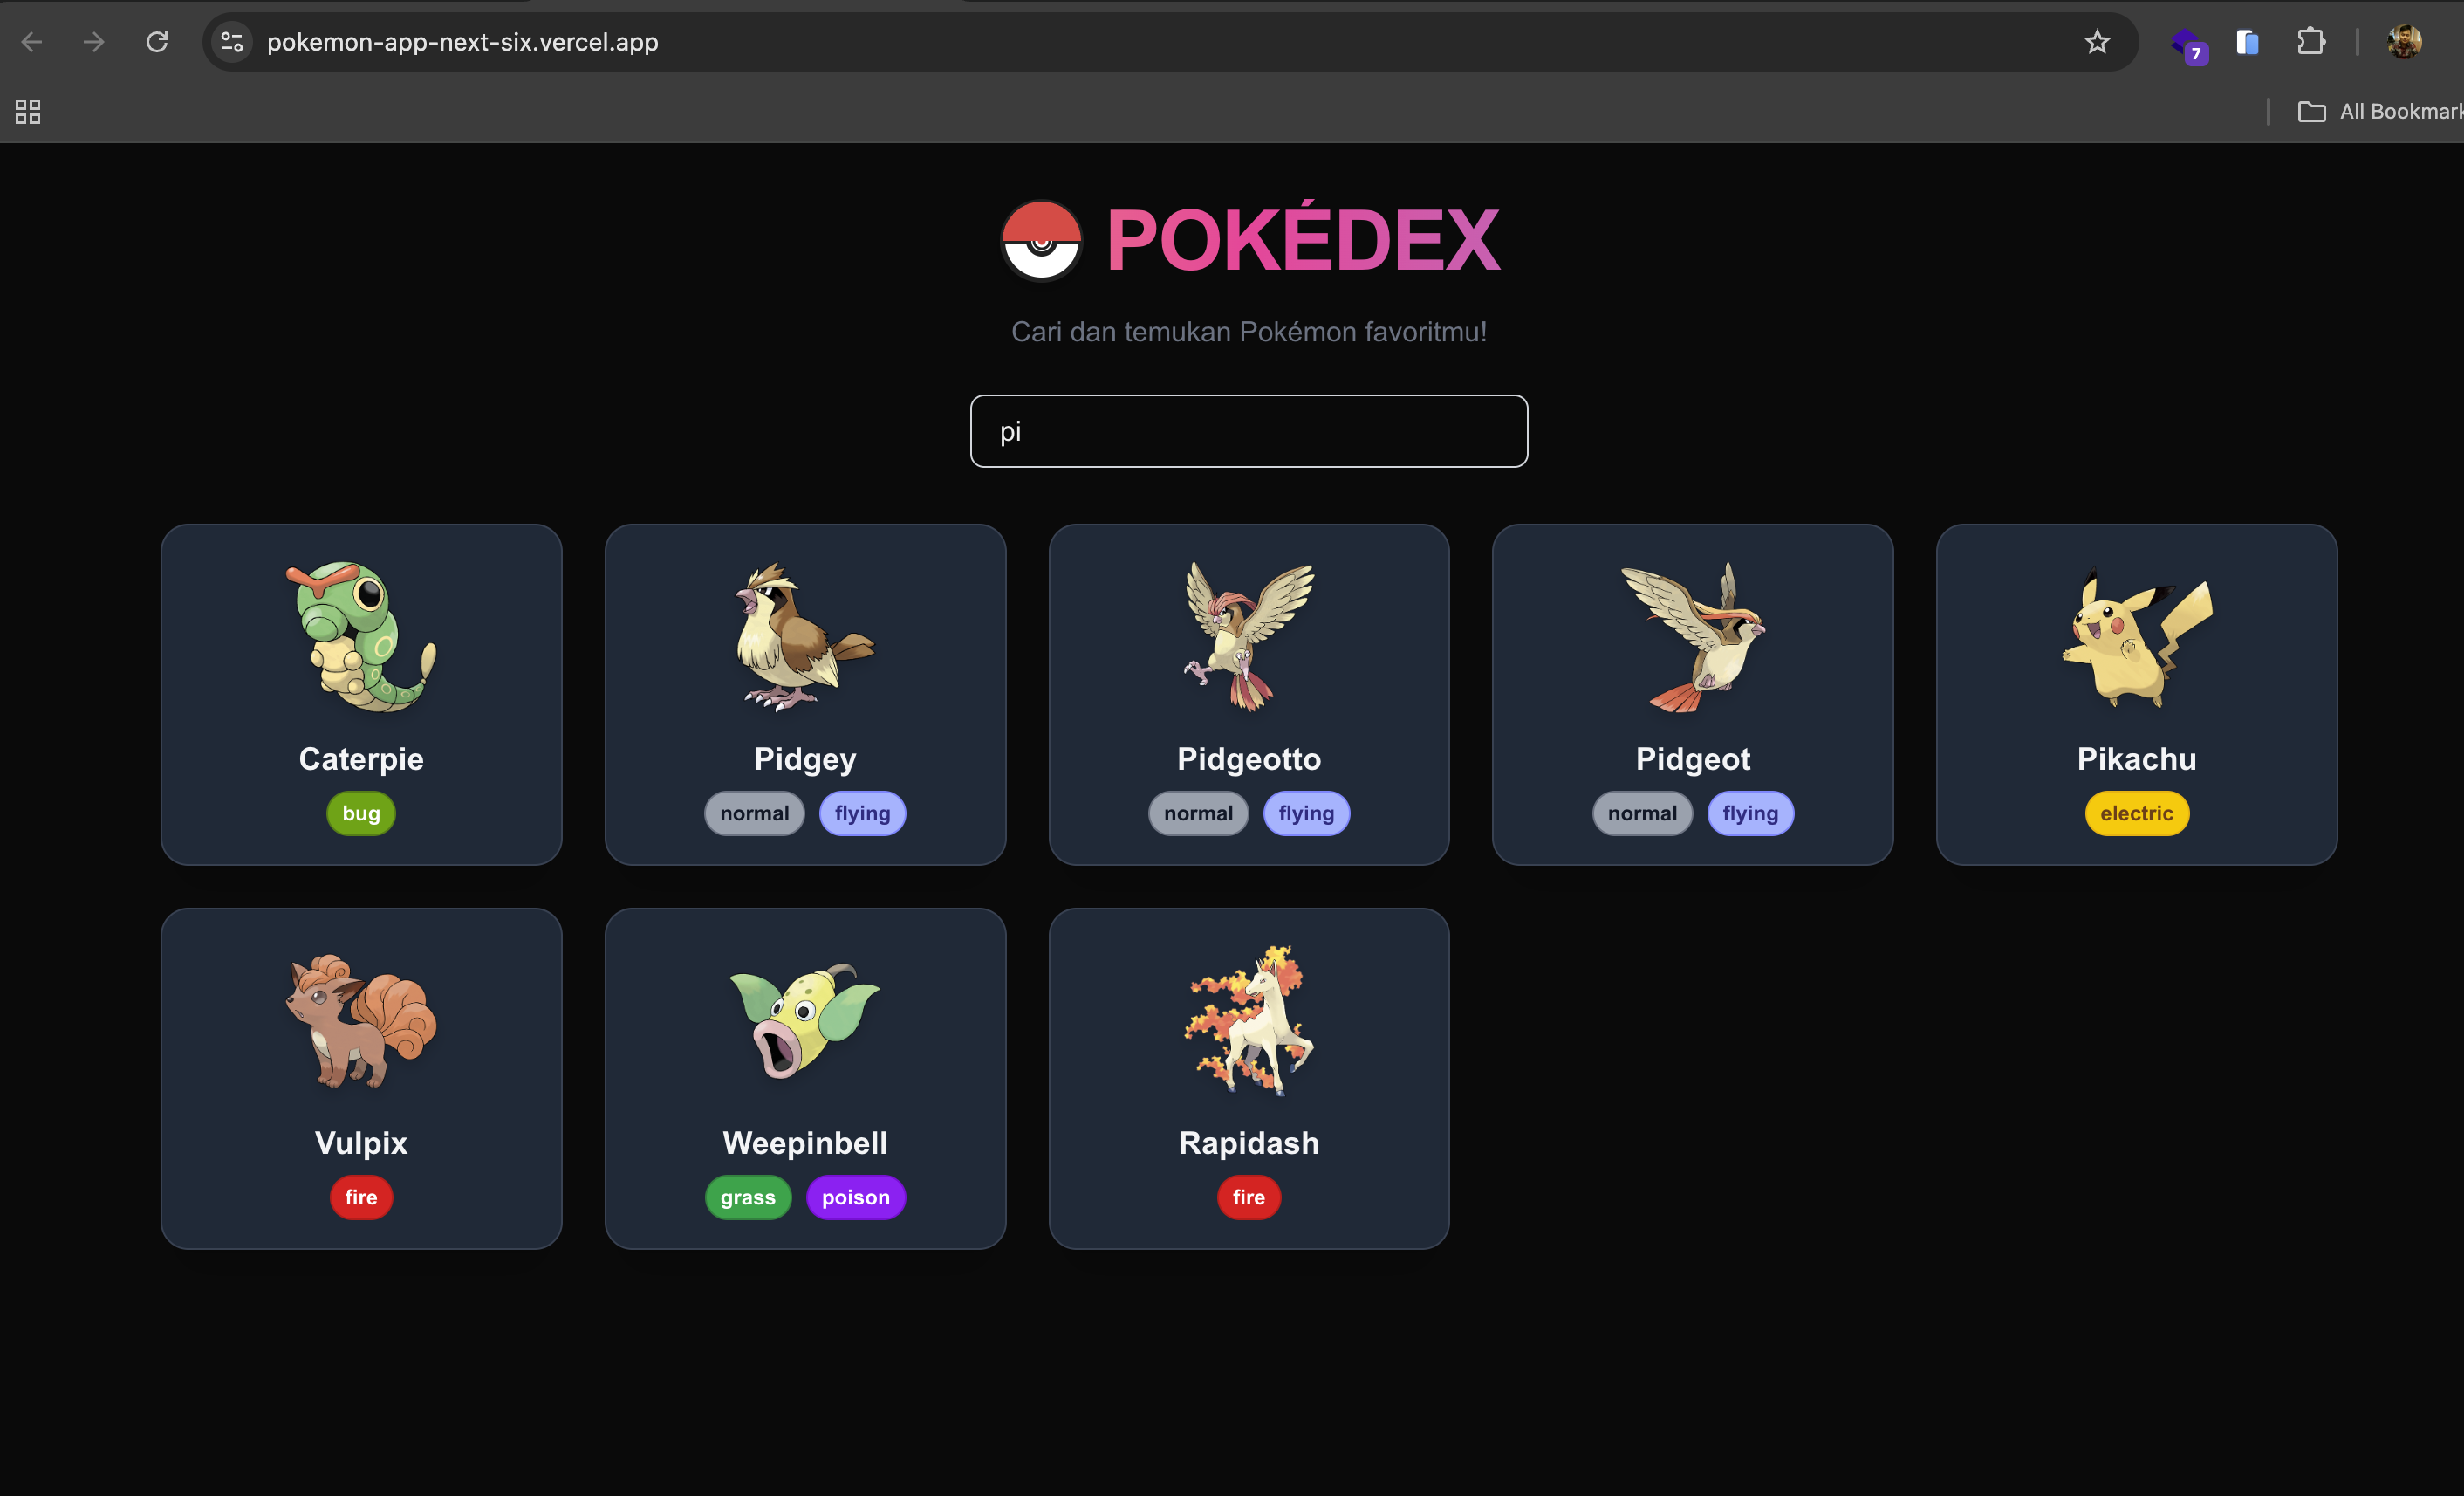 pokemon-app-next-six.vercel.app
7
All Bookmark
POKÉDEX
Cari dan temukan Pokémon favoritmu!
pi
Caterpie
bug
Pidgey
normal flying
Pidgeotto
normal flying
Pidgeot
normal flying
Pikachu
electric
Vulpix
fire
Weepinbell
grass poison
Rapidash
fire